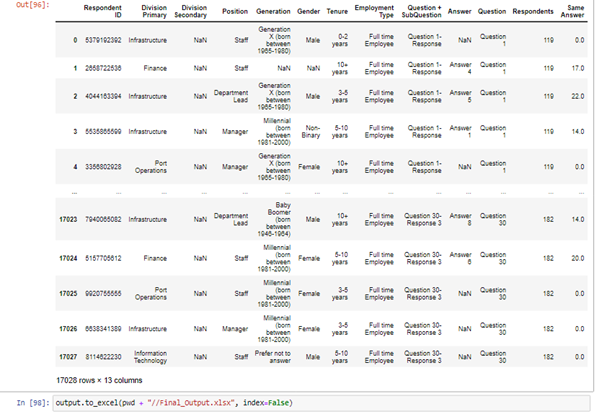 Out[96]:
Respondent ID Division Primary Division Secondary Position Generation Gender Tenure Employment Type Question + SubQuestion Answer Question Respondents Same Answer
0 5379192392 Infrastructure NaN Staff Generation X (born between 1965-1980) Male 0-2 years Full time Employee Question 1- Response NaN Question 1 119 0.0
1 2658722536 Finance NaN Staff NaN NaN 10+ years Full time Employee Question 1- Response Answer 4 Question 1 119 17.0
2 4044163394 Infrastructure NaN Department Lead Generation X (born between 1965-1980) Male 3-5 years Full time Employee Question 1- Response Answer 5 Question 1 119 22.0
3 5535865599 Infrastructure NaN Manager Millennial (born between 1981-2000) Non-Binary 5-10 years Full time Employee Question 1- Response Answer 1 Question 1 119 14.0
4 3356802928 Port Operations NaN Manager Generation X (born between 1965-1980) Female 10+ years Full time Employee Question 1- Response NaN Question 1 119 0.0
... ... ... ... ... ... ... ... ... ... ... ... ... ...
17023 7940065082 Infrastructure NaN Department Lead Baby Boomer (born between 1946-1964) Male 10+ years Full time Employee Question 30- Response 3 Answer 8 Question 30 182 14.0
17024 5157705612 Finance NaN Staff Millennial (born between 1981-2000) Female 5-10 years Full time Employee Question 30- Response 3 Answer 6 Question 30 182 20.0
17025 9920755555 Port Operations NaN Staff Millennial (born between 1981-2000) Female 3-5 years Full time Employee Question 30- Response 3 NaN Question 30 182 0.0
17026 6638341389 Infrastructure NaN Manager Millennial (born between 1981-2000) Female 3-5 years Full time Employee Question 30- Response 3 NaN Question 30 182 0.0
17027 8114622230 Information Technology NaN Staff Prefer not to answer Male 5-10 years Full time Employee Question 30- Response 3 NaN Question 30 182 0.0
17028 rows × 13 columns
In [98]: output.to_excel(pwd + "//Final_Output.xlsx", index=False)